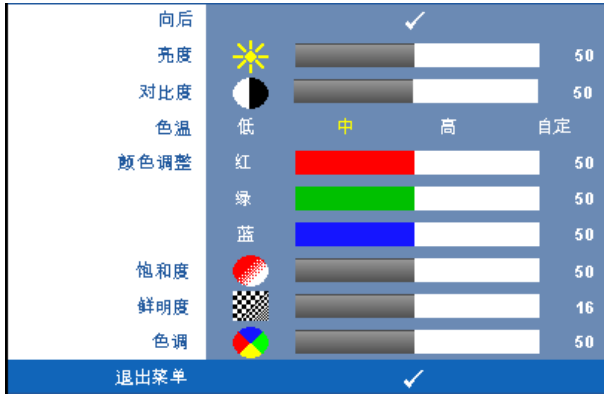 向后
亮度 50
对比度 50
色温 低 中 高 自定
颜色调整 红 50
绿 50
蓝 50
饱和度 50
鲜明度 16
色调 50
退出菜单